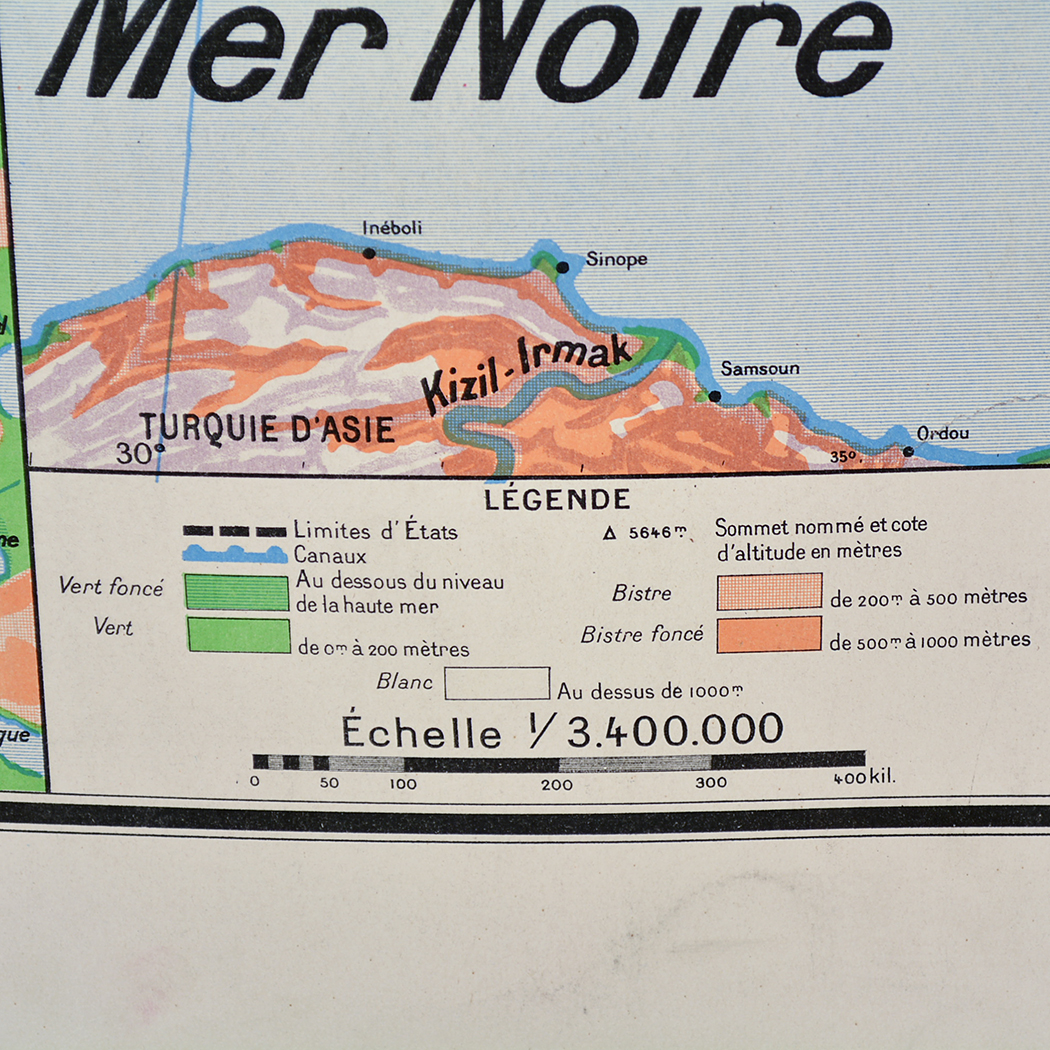 Mer Noire
Inéboli
Sinope
Kizil-Irmak
Samsoun
TURQUIE D'ASIE
Ordou
30°
35°
LÉGENDE
Limites d'États
Canaux
Vert foncé
Au dessous du niveau
de la haute mer
Vert
de 0m à 200 mètres
△ 5646m
Sommet nommé et cote
d'altitude en mètres
Bistre
de 200m à 500 mètres
Bistre foncé
de 500m à 1000 mètres
Blanc
Au dessus de 1000m
Échelle 1/3.400.000
0 50 100 200 300 400 kil.